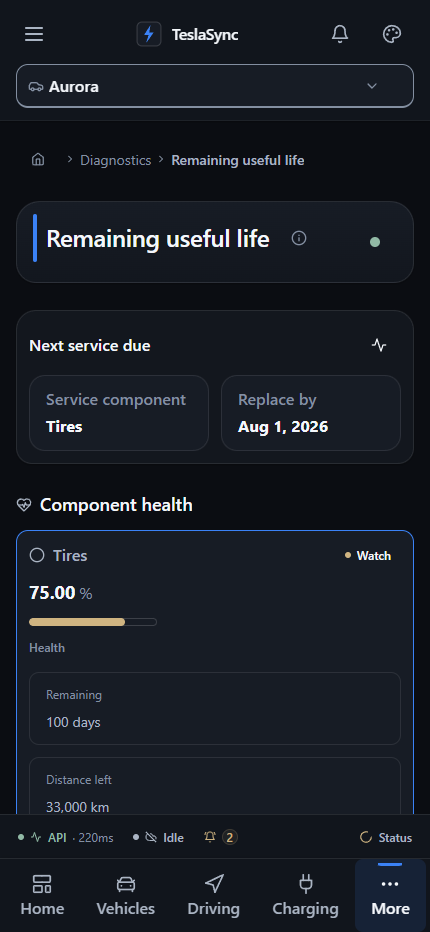 TeslaSync
Aurora
Diagnostics
Remaining useful life
Remaining useful life
Next service due
Service component
Tires
Replace by
Aug 1, 2026
Component health
Tires
Watch
75.00 %
Health
Remaining
100 days
Distance left
33,000 km
API · 220ms
Idle
2
Status
Home
Vehicles
Driving
Charging
More